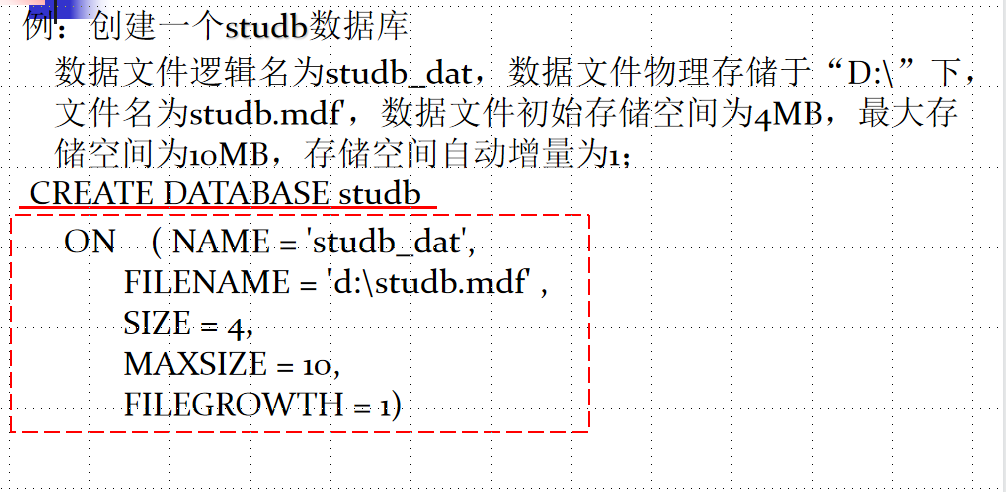 例：创建一个studb数据库
数据文件逻辑名为studb_dat，数据文件物理存储于“D:\”下，
文件名为studb.mdf'，数据文件初始存储空间为4MB，最大存
储空间为10MB，存储空间自动增量为1；
CREATE DATABASE studb
ON ( NAME = 'studb_dat',
FILENAME = 'd:\studb.mdf' ,
SIZE = 4,
MAXSIZE = 10,
FILEGROWTH = 1)